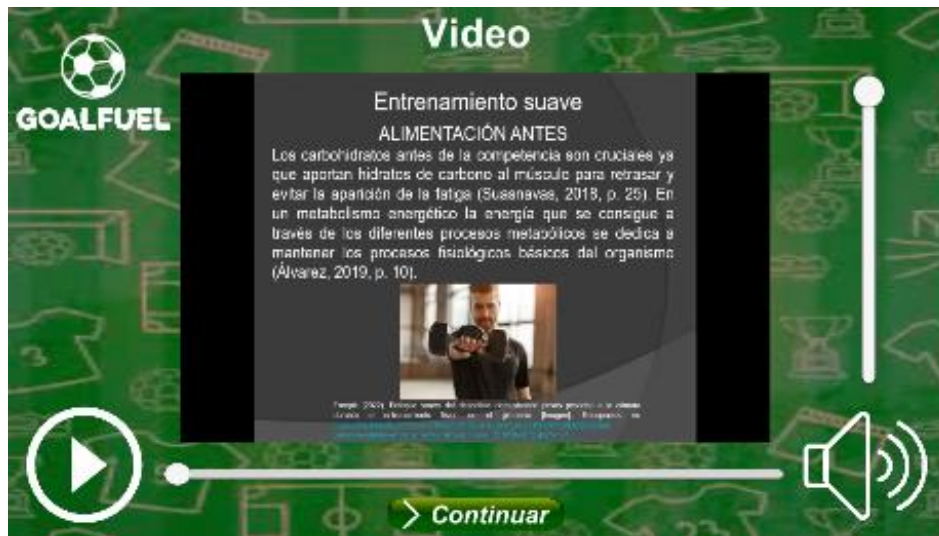 Video
GOALFUEL
Entrenamiento suave
ALIMENTACIÓN ANTES
Los carbohidratos antes de la competencia son cruciales ya
que aportan hidratos de carbono al músculo para retrasar y
evitar la aparición de la fatiga (Suasnavas, 2018, p. 25). En
un metabolismo energético la energía que se consigue a
través de los diferentes procesos metabólicos se dedica a
mantener los procesos fisiológicos básicos del organismo
(Álvarez, 2019, p. 10).
Continuar